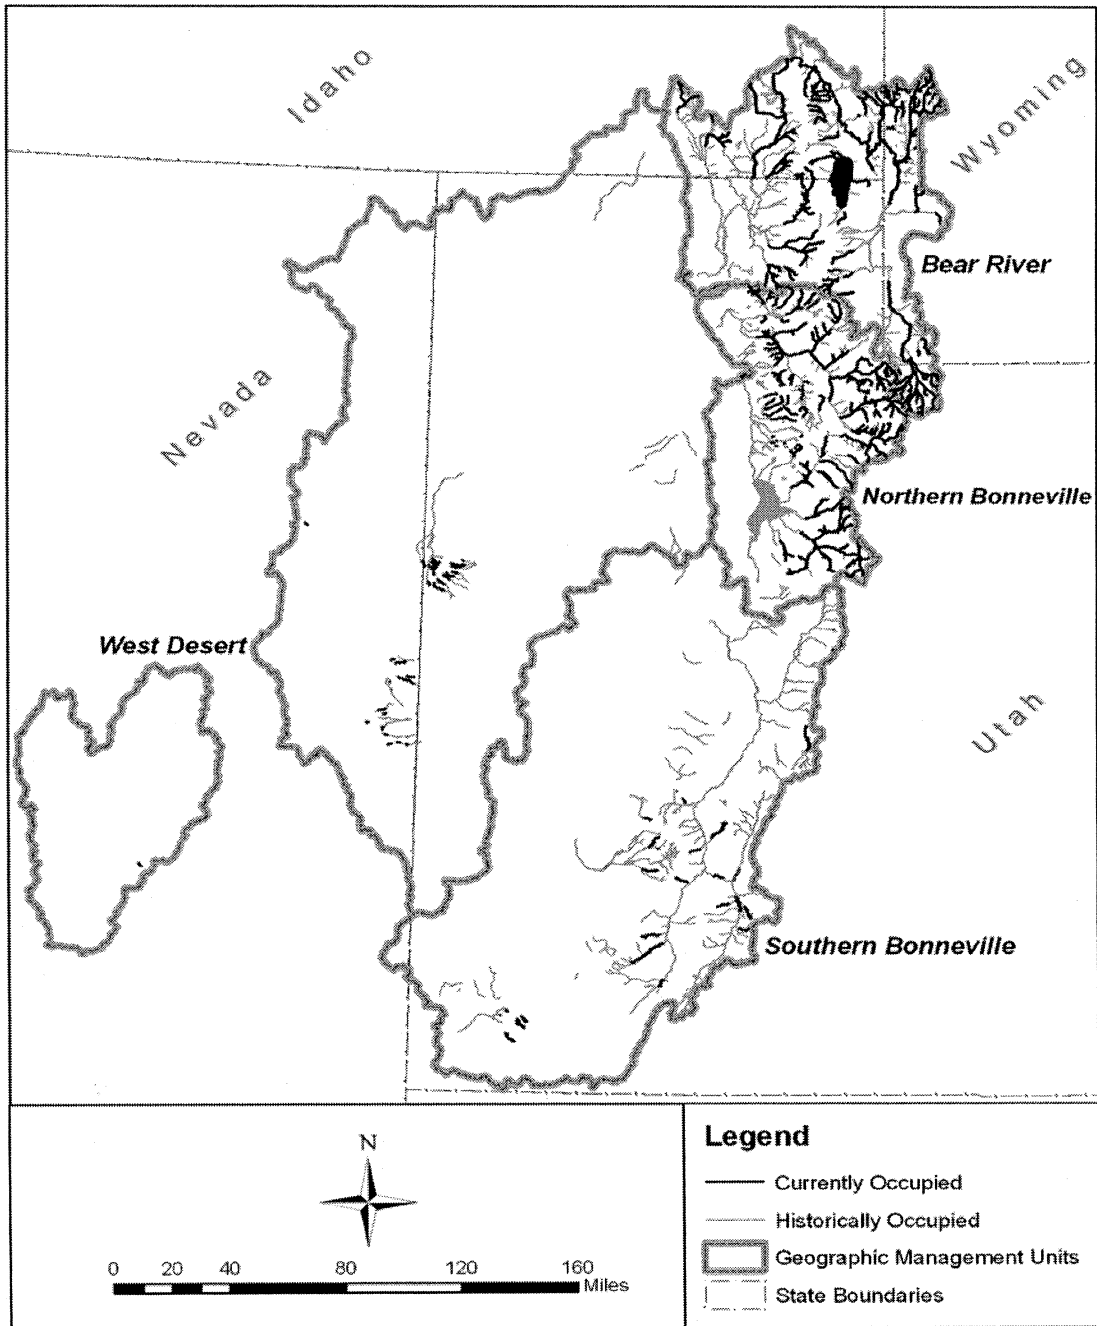 Idaho
Wyoming
Bear River
Nevada
Northern Bonneville
West Desert
Utah
Southern Bonneville
N
0 20 40 80 120 160
Miles
Legend
Currently Occupied
Historically Occupied
Geographic Management Units
State Boundaries